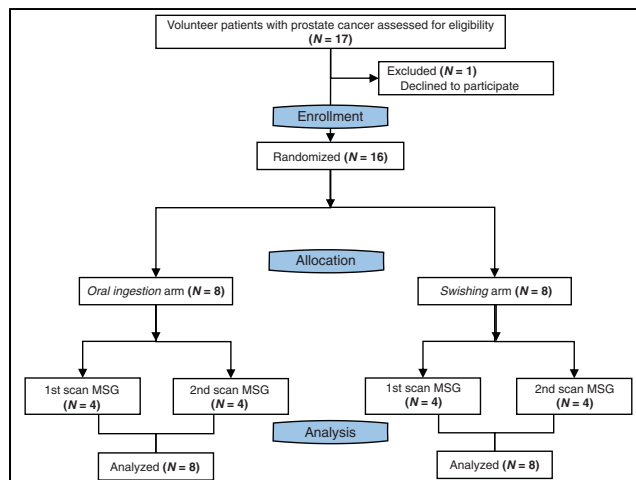 Volunteer patients with prostate cancer assessed for eligibility
(N = 17)
Excluded (N = 1)
Declined to participate
Enrollment
Randomized (N = 16)
Allocation
Oral ingestion arm (N = 8)
Swishing arm (N = 8)
1st scan MSG
(N = 4)
2nd scan MSG
(N = 4)
1st scan MSG
(N = 4)
2nd scan MSG
(N = 4)
Analysis
Analyzed (N = 8)
Analyzed (N = 8)